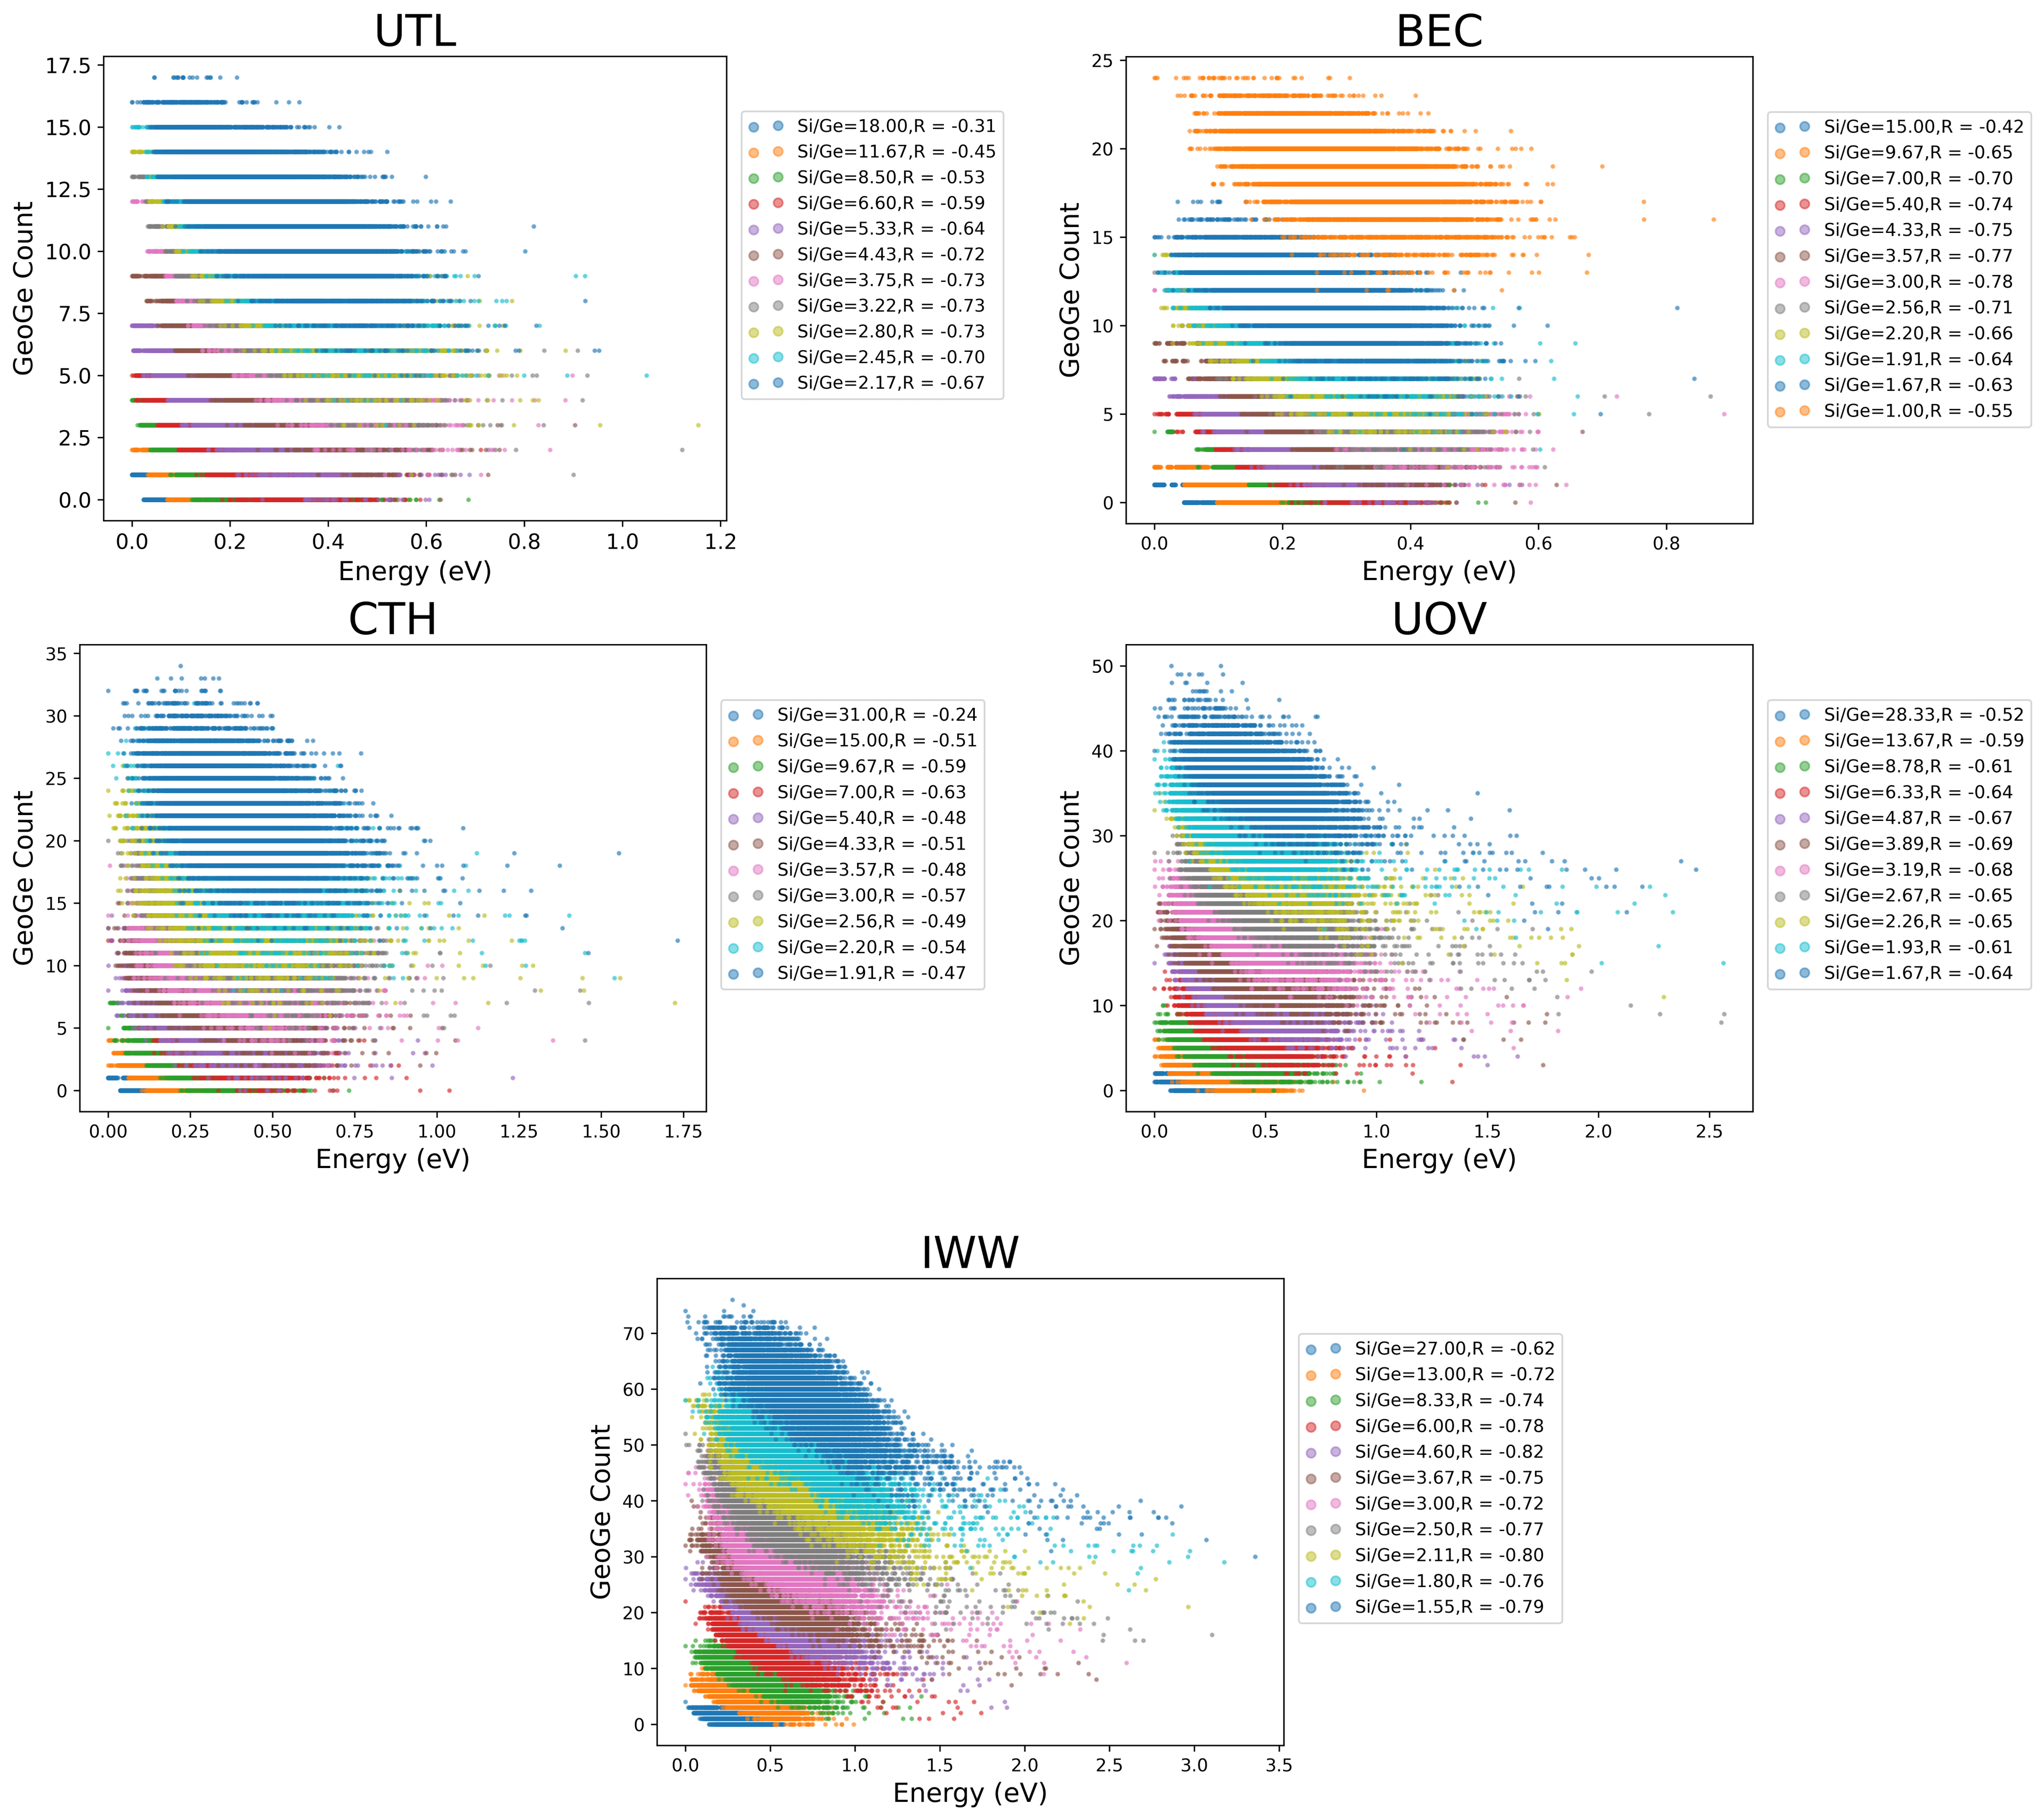 UTL
17.5
15.0
12.5
10.0
7.5
5.0
2.5
0.0
GeoGe Count
0.0 0.2 0.4 0.6 0.8 1.0 1.2
Energy (eV)
Si/Ge=18.00,R = -0.31
Si/Ge=11.67,R = -0.45
Si/Ge=8.50,R = -0.53
Si/Ge=6.60,R = -0.59
Si/Ge=5.33,R = -0.64
Si/Ge=4.43,R = -0.72
Si/Ge=3.75,R = -0.73
Si/Ge=3.22,R = -0.73
Si/Ge=2.80,R = -0.73
Si/Ge=2.45,R = -0.70
Si/Ge=2.17,R = -0.67
BEC
25
20
15
10
5
0
GeoGe Count
0.0 0.2 0.4 0.6 0.8
Energy (eV)
Si/Ge=15.00,R = -0.42
Si/Ge=9.67,R = -0.65
Si/Ge=7.00,R = -0.70
Si/Ge=5.40,R = -0.74
Si/Ge=4.33,R = -0.75
Si/Ge=3.57,R = -0.77
Si/Ge=3.00,R = -0.78
Si/Ge=2.56,R = -0.71
Si/Ge=2.20,R = -0.66
Si/Ge=1.91,R = -0.64
Si/Ge=1.67,R = -0.63
Si/Ge=1.00,R = -0.55
CTH
35
30
25
20
15
10
5
0
GeoGe Count
0.00 0.25 0.50 0.75 1.00 1.25 1.50 1.75
Energy (eV)
Si/Ge=31.00,R = -0.24
Si/Ge=15.00,R = -0.51
Si/Ge=9.67,R = -0.59
Si/Ge=7.00,R = -0.63
Si/Ge=5.40,R = -0.48
Si/Ge=4.33,R = -0.51
Si/Ge=3.57,R = -0.48
Si/Ge=3.00,R = -0.57
Si/Ge=2.56,R = -0.49
Si/Ge=2.20,R = -0.54
Si/Ge=1.91,R = -0.47
UOV
50
40
30
20
10
0
GeoGe Count
0.0 0.5 1.0 1.5 2.0 2.5
Energy (eV)
Si/Ge=28.33,R = -0.52
Si/Ge=13.67,R = -0.59
Si/Ge=8.78,R = -0.61
Si/Ge=6.33,R = -0.64
Si/Ge=4.87,R = -0.67
Si/Ge=3.89,R = -0.69
Si/Ge=3.19,R = -0.68
Si/Ge=2.67,R = -0.65
Si/Ge=2.26,R = -0.65
Si/Ge=1.93,R = -0.61
Si/Ge=1.67,R = -0.64
IWW
70
60
50
40
30
20
10
0
GeoGe Count
0.0 0.5 1.0 1.5 2.0 2.5 3.0 3.5
Energy (eV)
Si/Ge=27.00,R = -0.62
Si/Ge=13.00,R = -0.72
Si/Ge=8.33,R = -0.74
Si/Ge=6.00,R = -0.78
Si/Ge=4.60,R = -0.82
Si/Ge=3.67,R = -0.75
Si/Ge=3.00,R = -0.72
Si/Ge=2.50,R = -0.77
Si/Ge=2.11,R = -0.80
Si/Ge=1.80,R = -0.76
Si/Ge=1.55,R = -0.79